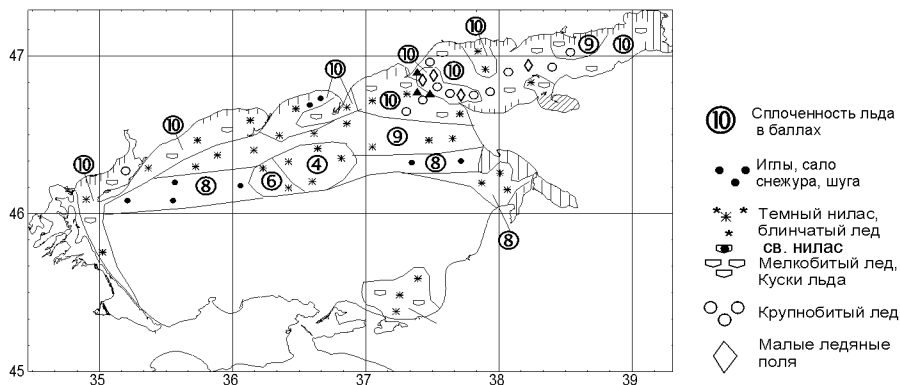 10
10
9
10
47
10
10
10
10
10
9
10
4
8
6
8
46
8
45
35
36
37
38
39
10
Сплоченность льда
в баллах
Иглы, сало
снежура, шуга
Темный нилас,
блинчатый лед
св. нилас
Мелкобитый лед,
Куски льда
Крупнобитый лед
Малые ледяные
поля